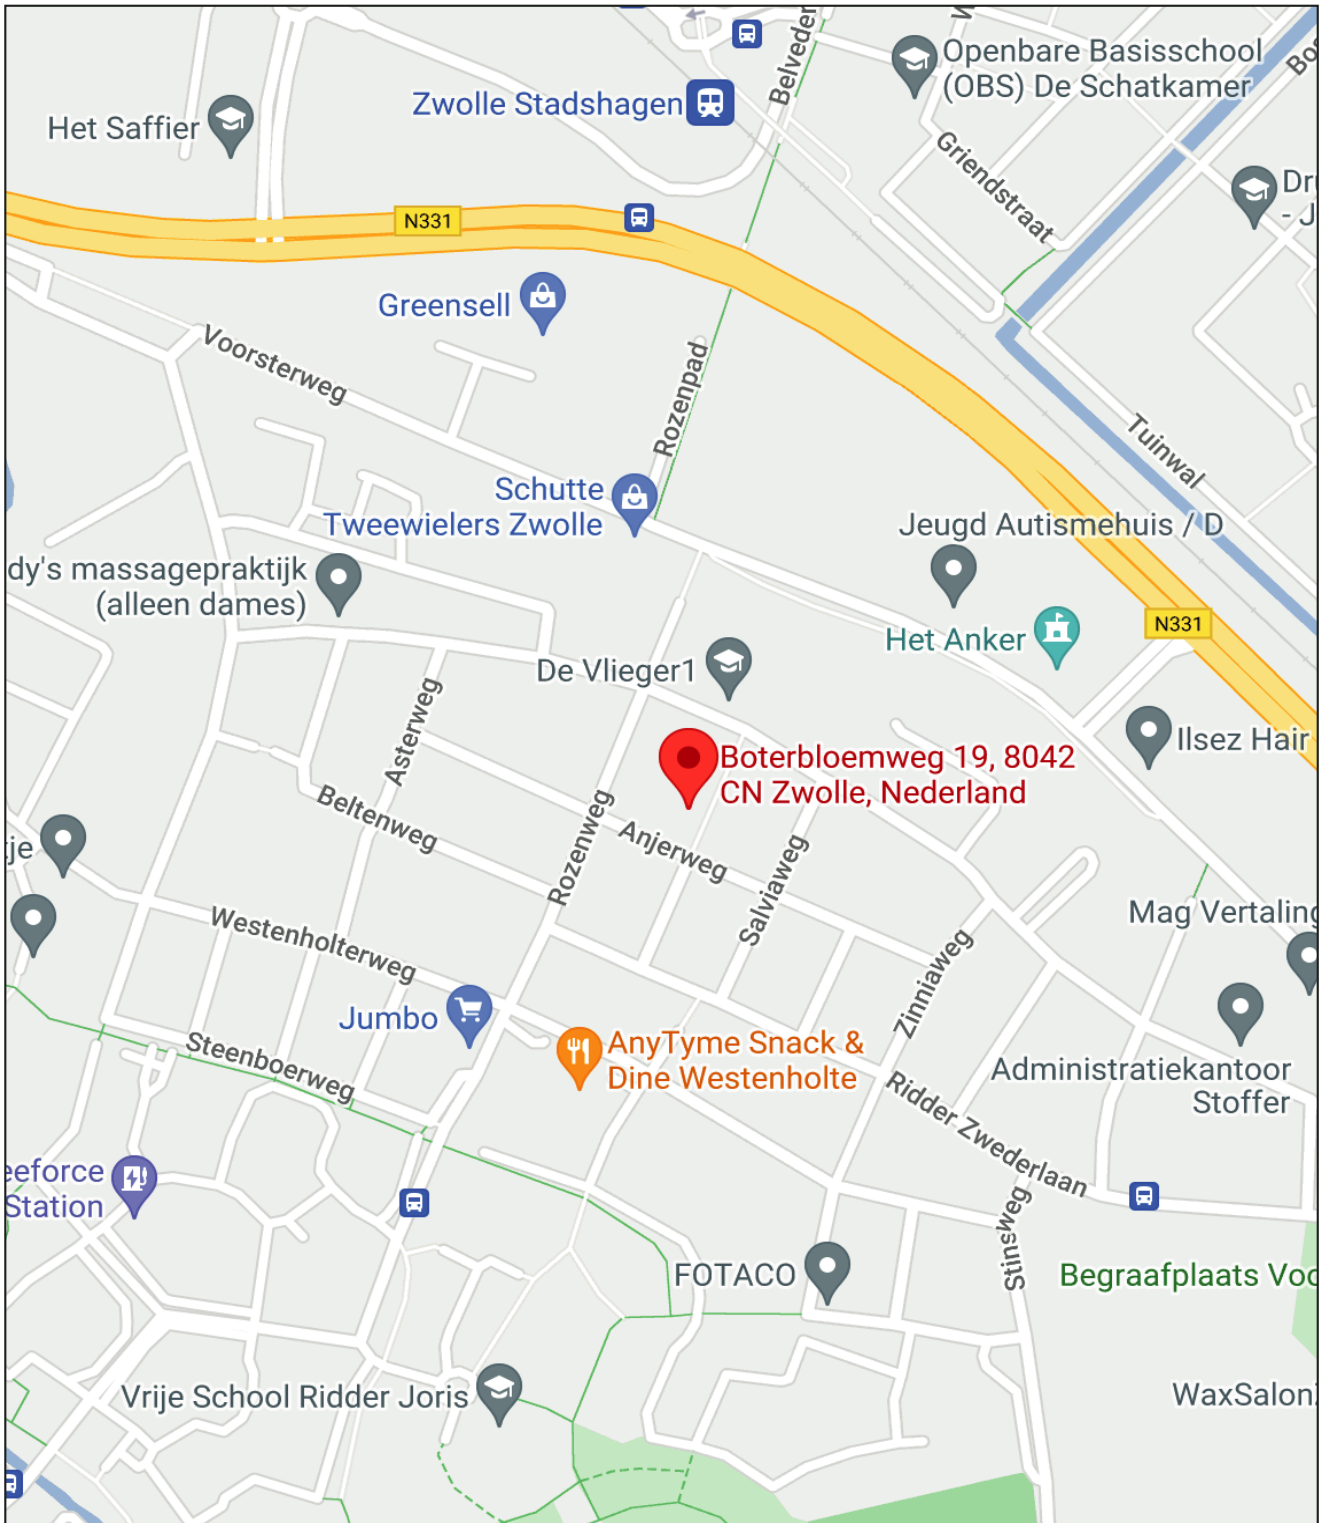 Belveder
Openbare Basisschool
(OBS) De Schatkamer
Zwolle Stadshagen
Het Saffier
Griendstraat
N331
Greensell
Voorsterweg
Rozenpad
Tuinwal
Schutte
Tweewielers Zwolle
Jeugd Autismehuis / D
dy's massagepraktijk
(alleen dames)
N331
Het Anker
De Vlieger1
Asterweg
Ilsez Hair
Boterbloemweg 19, 8042
CN Zwolle, Nederland
Beltenweg
Rozenweg
Anjerweg
Salviaweg
tje
Mag Vertaling
Westenholterweg
Zinniaweg
Jumbo
AnyTyme Snack &
Dine Westenholte
Steenboerweg
Administratiekantoor
Stoffer
Ridder Zwederlaan
eeforce
Station
Stinsweg
FOTACO
Begraafplaats Voo
Vrije School Ridder Joris
WaxSalon